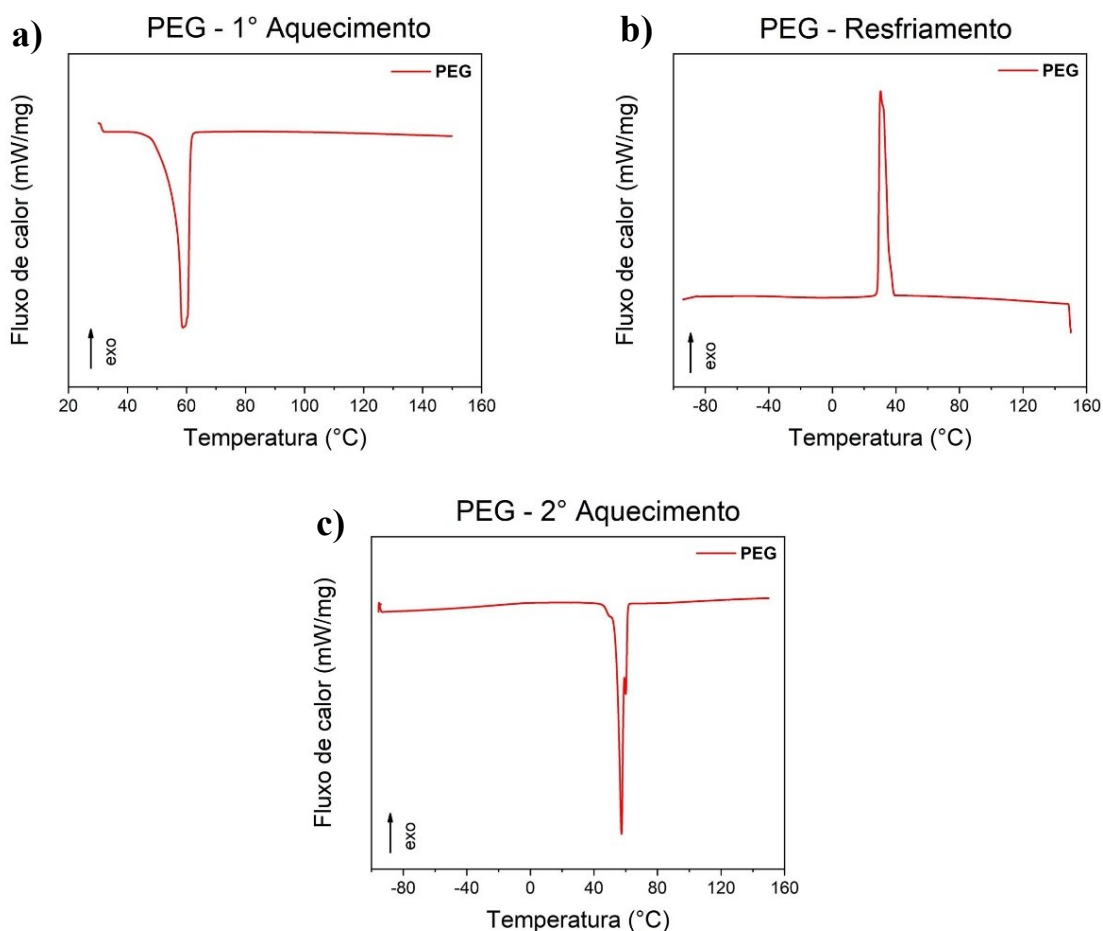 a)
PEG - 1° Aquecimento
PEG
Fluxo de calor (mW/mg)
exo
20 40 60 80 100 120 140 160
Temperatura (°C)
b)
PEG - Resfriamento
PEG
Fluxo de calor (mW/mg)
exo
-80 -40 0 40 80 120 160
Temperatura (°C)
c)
PEG - 2° Aquecimento
PEG
Fluxo de calor (mW/mg)
exo
-80 -40 0 40 80 120 160
Temperatura (°C)